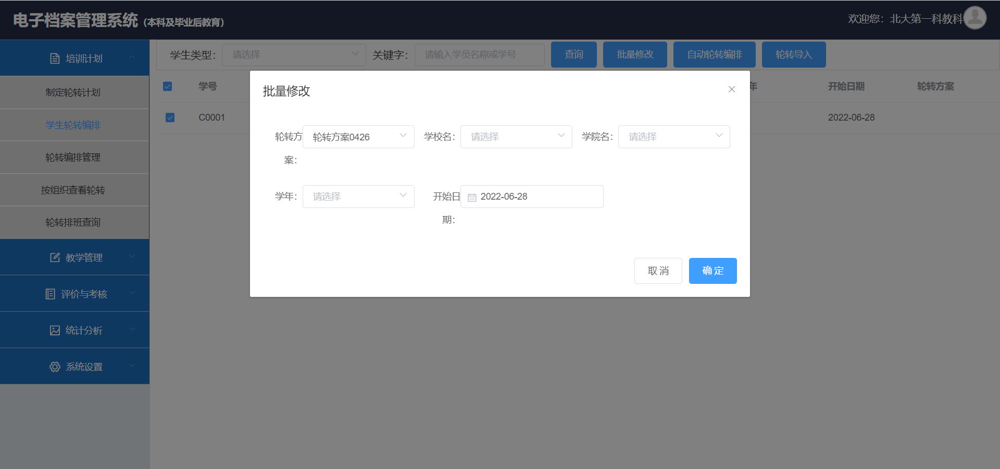 电子档案管理系统(本科及毕业后教育)
欢迎您：北大第一科教科
培训计划
制定轮转计划
学生轮转编排
轮转编排管理
按组织查看轮转
轮转排班查询
教学管理
评价与考核
统计分析
系统设置
学生类型： 请选择 关键字： 请输入学员名称或学号 查询 批量修改 自动轮转编排 轮转导入
学号 年 开始日期 轮转方案
C0001 2022-06-28
批量修改
轮转方案： 轮转方案0426 学校名： 请选择 学院名： 请选择
学年： 请选择 开始日期： 2022-06-28
取 消 确 定